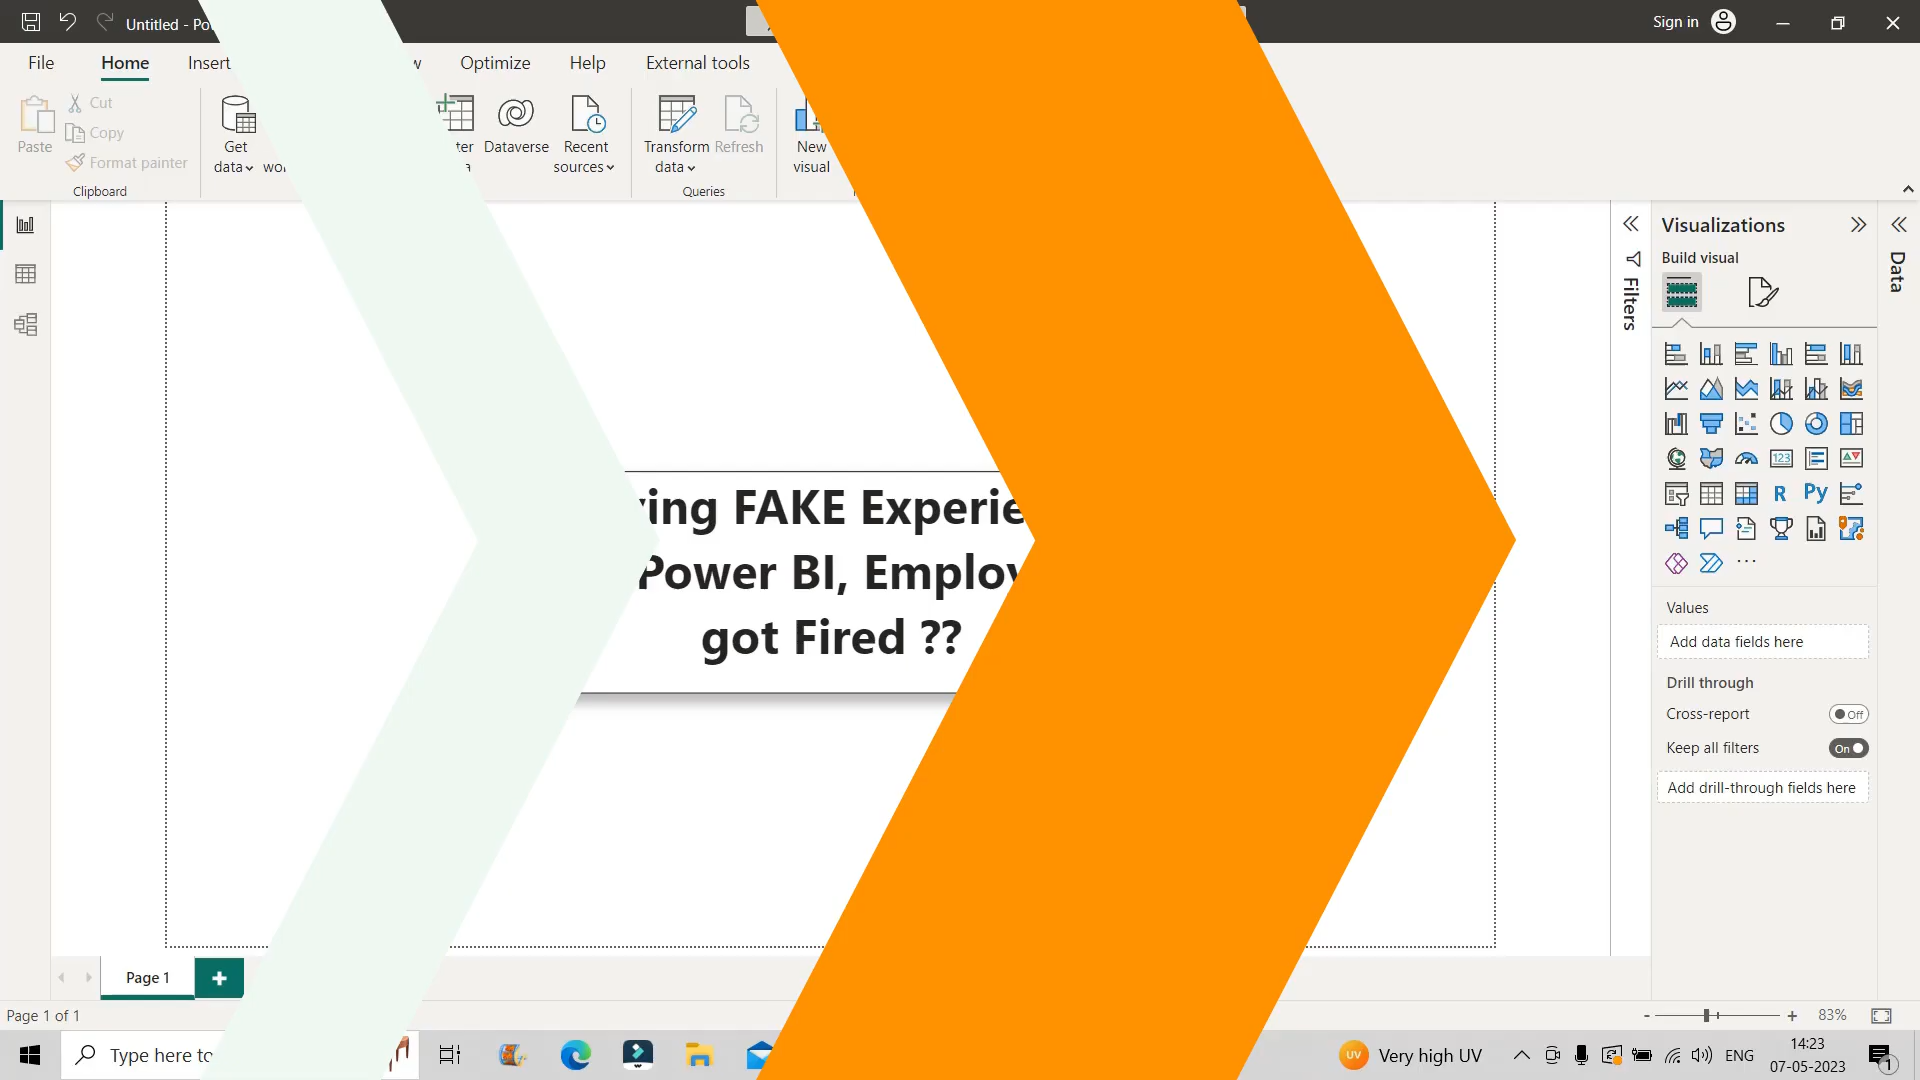 Untitled - Po
Sign in
File Home Insert Optimize Help External tools
Paste
Cut
Copy
Format painter
Clipboard
Get
data
Dataverse
Recent
sources
Transform
data
Refresh
Queries
New
visual
FAKE Experie
Power BI, Employ
got Fired ??
Filters
Visualizations
Build visual
Data
123
R Py
Values
Add data fields here
Drill through
Cross-report Off
Keep all filters On
Add drill-through fields here
Page 1
Page 1 of 1
- + 83%
Type here to
UV Very high UV
ENG
14:23
07-05-2023
1